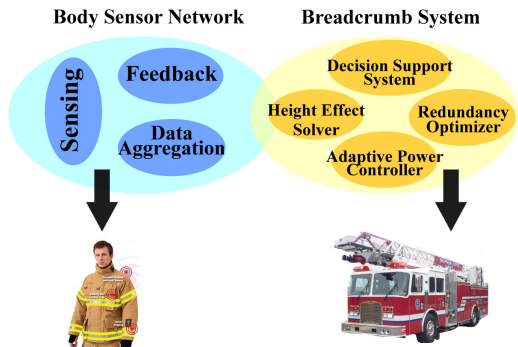 Body Sensor Network
Breadcrumb System
Sensing
Feedback
Data
Aggregation
Decision Support
System
Height Effect
Solver
Redundancy
Optimizer
Adaptive Power
Controller